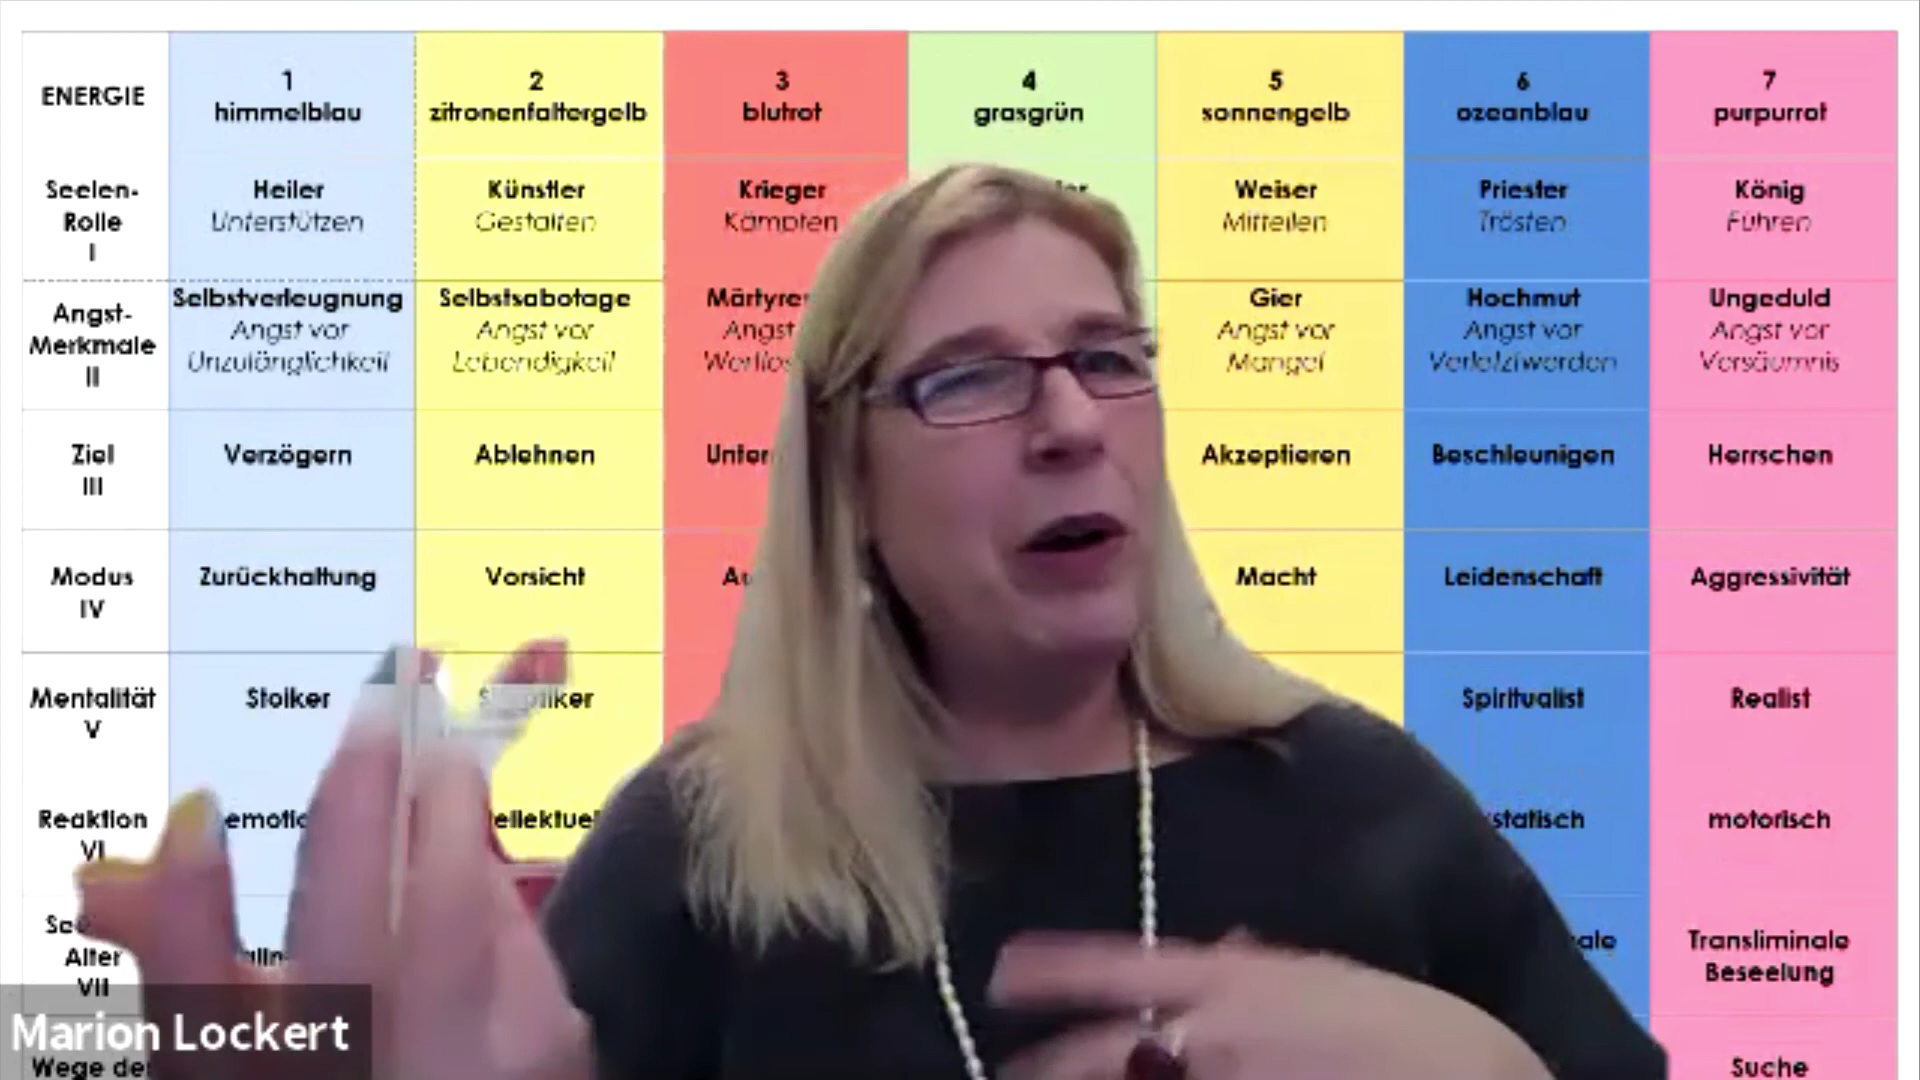 ENERGIE
1
himmelblau
2
zitronenfaltergelb
3
blutrot
4
grasgrün
5
sonnengelb
6
ozeanblau
7
purpurrot
Seelen-
Rolle
I
Heiler
Unterstützen
Künstler
Gestalten
Krieger
Kämpfen
Weiser
Mitteilen
Priester
Trösten
König
Führen
Angst-
Merkmale
II
Selbstverleugnung
Angst vor
Unzulänglichkeit
Selbstsabotage
Angst vor
Lebendigkeit
Angst
Gier
Angst vor
Mangel
Hochmut
Angst vor
Verletztwerden
Ungeduld
Angst vor
Versäumnis
Ziel
III
Verzögern
Ablehnen
Akzeptieren
Beschleunigen
Herrschen
Modus
IV
Zurückhaltung
Vorsicht
Macht
Leidenschaft
Aggressivität
Mentalität
V
Stoiker
Spiritualist
Realist
Reaktion
VI
motorisch
Alter
VII
Transliminale
Beseelung
Wege der
Suche
Marion Lockert